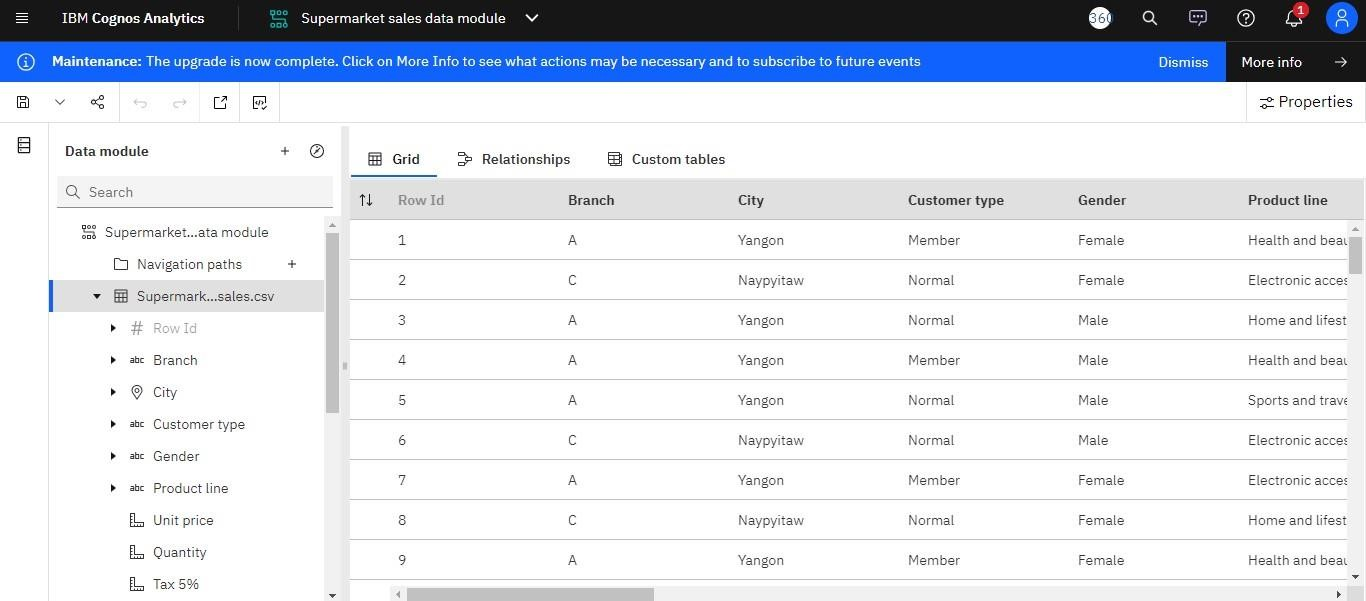 IBM Cognos Analytics
Supermarket sales data module
360
1
Maintenance: The upgrade is now complete. Click on More Info to see what actions may be necessary and to subscribe to future events
Dismiss
More info
Properties
Data module
Search
Supermarket...ata module
Navigation paths
Supermark...sales.csv
# Row Id
abc Branch
City
abc Customer type
abc Gender
abc Product line
Unit price
Quantity
Tax 5%
Grid Relationships Custom tables
Row Id Branch City Customer type Gender Product line
1 A Yangon Member Female Health and beau
2 C Naypyitaw Normal Female Electronic acces
3 A Yangon Normal Male Home and lifest
4 A Yangon Member Male Health and beau
5 A Yangon Normal Male Sports and trave
6 C Naypyitaw Normal Male Electronic acces
7 A Yangon Member Female Electronic acces
8 C Naypyitaw Normal Female Home and lifest
9 A Yangon Member Female Health and beau